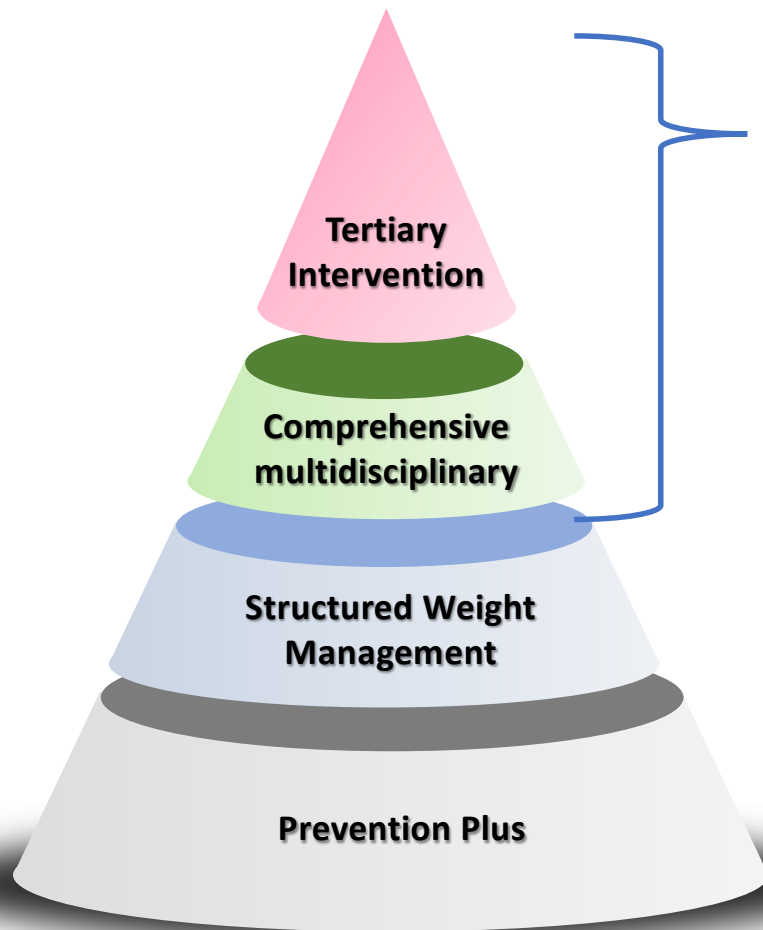 Tertiary
Intervention
Comprehensive
multidisciplinary
Structured Weight
Management
Prevention Plus